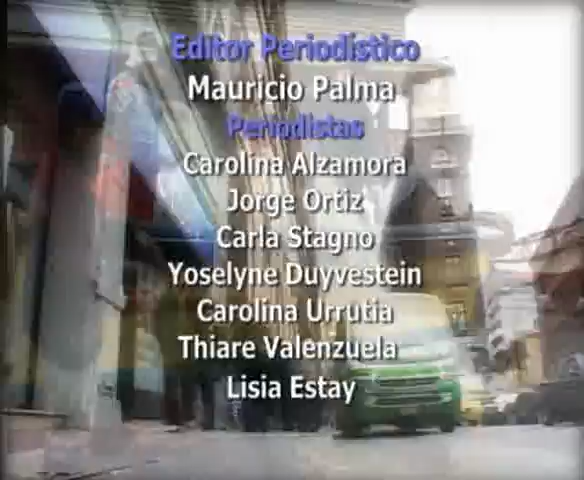 Editor Periodístico
Mauricio Palma
Periodistas
Carolina Alzamora
Jorge Ortiz
Carla Stagno
Yoselyne Duyvestein
Carolina Urrutia
Thiare Valenzuela
Lisia Estay